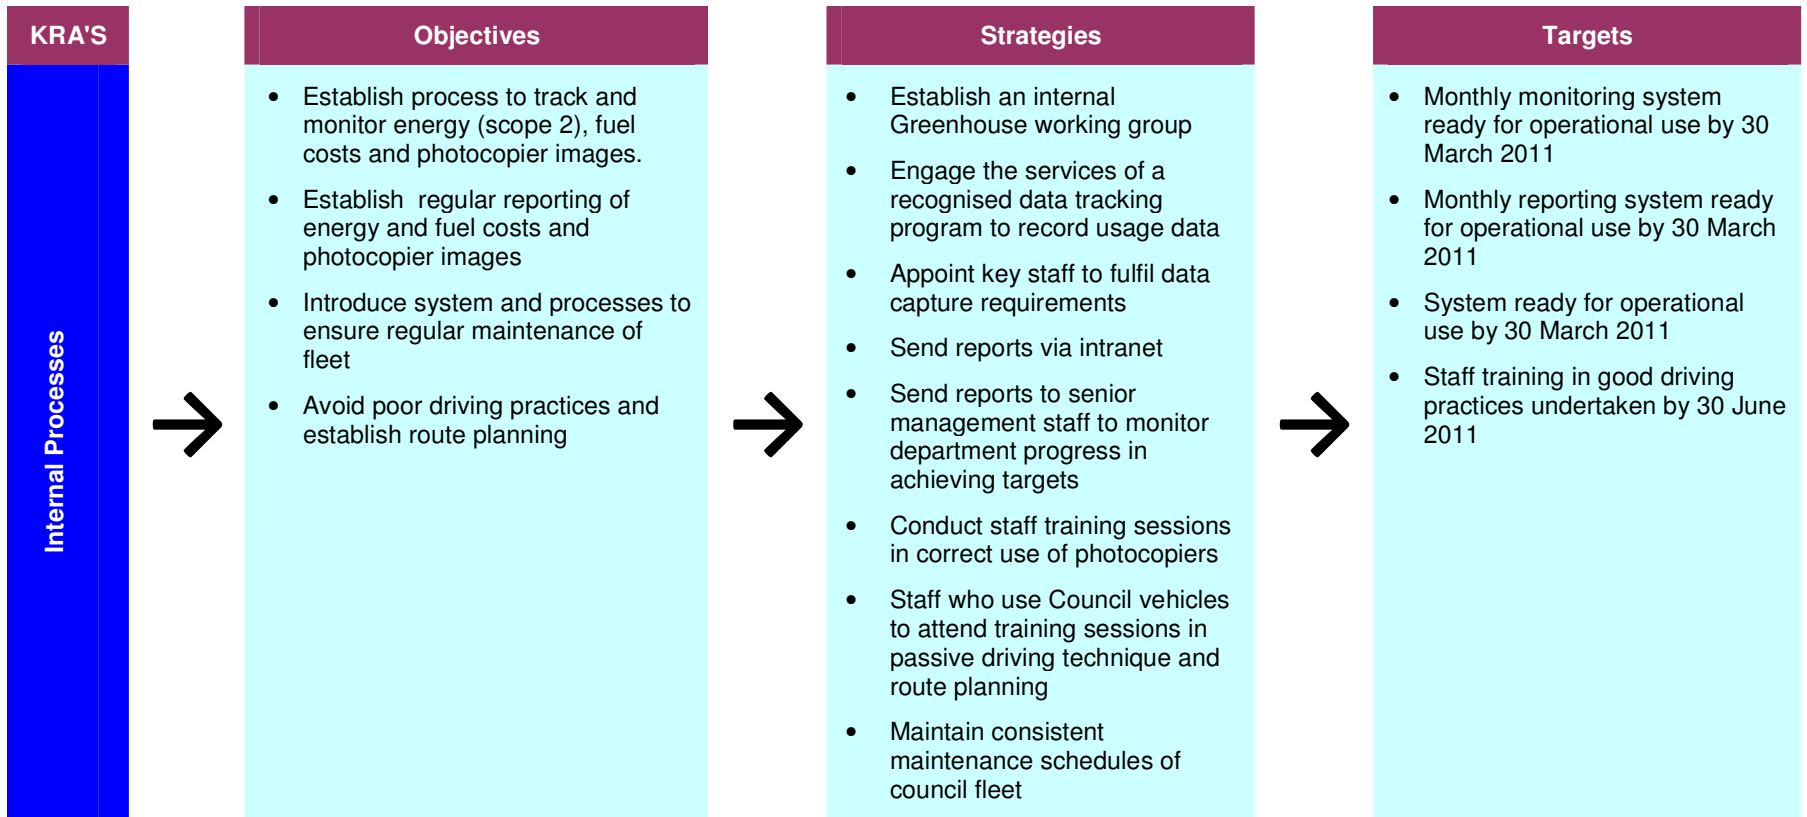 KRA'S
Internal Processes
Objectives
• Establish process to track and
monitor energy (scope 2), fuel
costs and photocopier images.
• Establish  regular reporting of
energy and fuel costs and
photocopier images
• Introduce system and processes to
ensure regular maintenance of
fleet
• Avoid poor driving practices and
establish route planning
Strategies
• Establish an internal
Greenhouse working group
• Engage the services of a
recognised data tracking
program to record usage data
• Appoint key staff to fulfil data
capture requirements
• Send reports via intranet
• Send reports to senior
management staff to monitor
department progress in
achieving targets
• Conduct staff training sessions
in correct use of photocopiers
• Staff who use Council vehicles
to attend training sessions in
passive driving technique and
route planning
• Maintain consistent
maintenance schedules of
council fleet
Targets
• Monthly monitoring system
ready for operational use by 30
March 2011
• Monthly reporting system ready
for operational use by 30 March
2011
• System ready for operational
use by 30 March 2011
• Staff training in good driving
practices undertaken by 30 June
2011